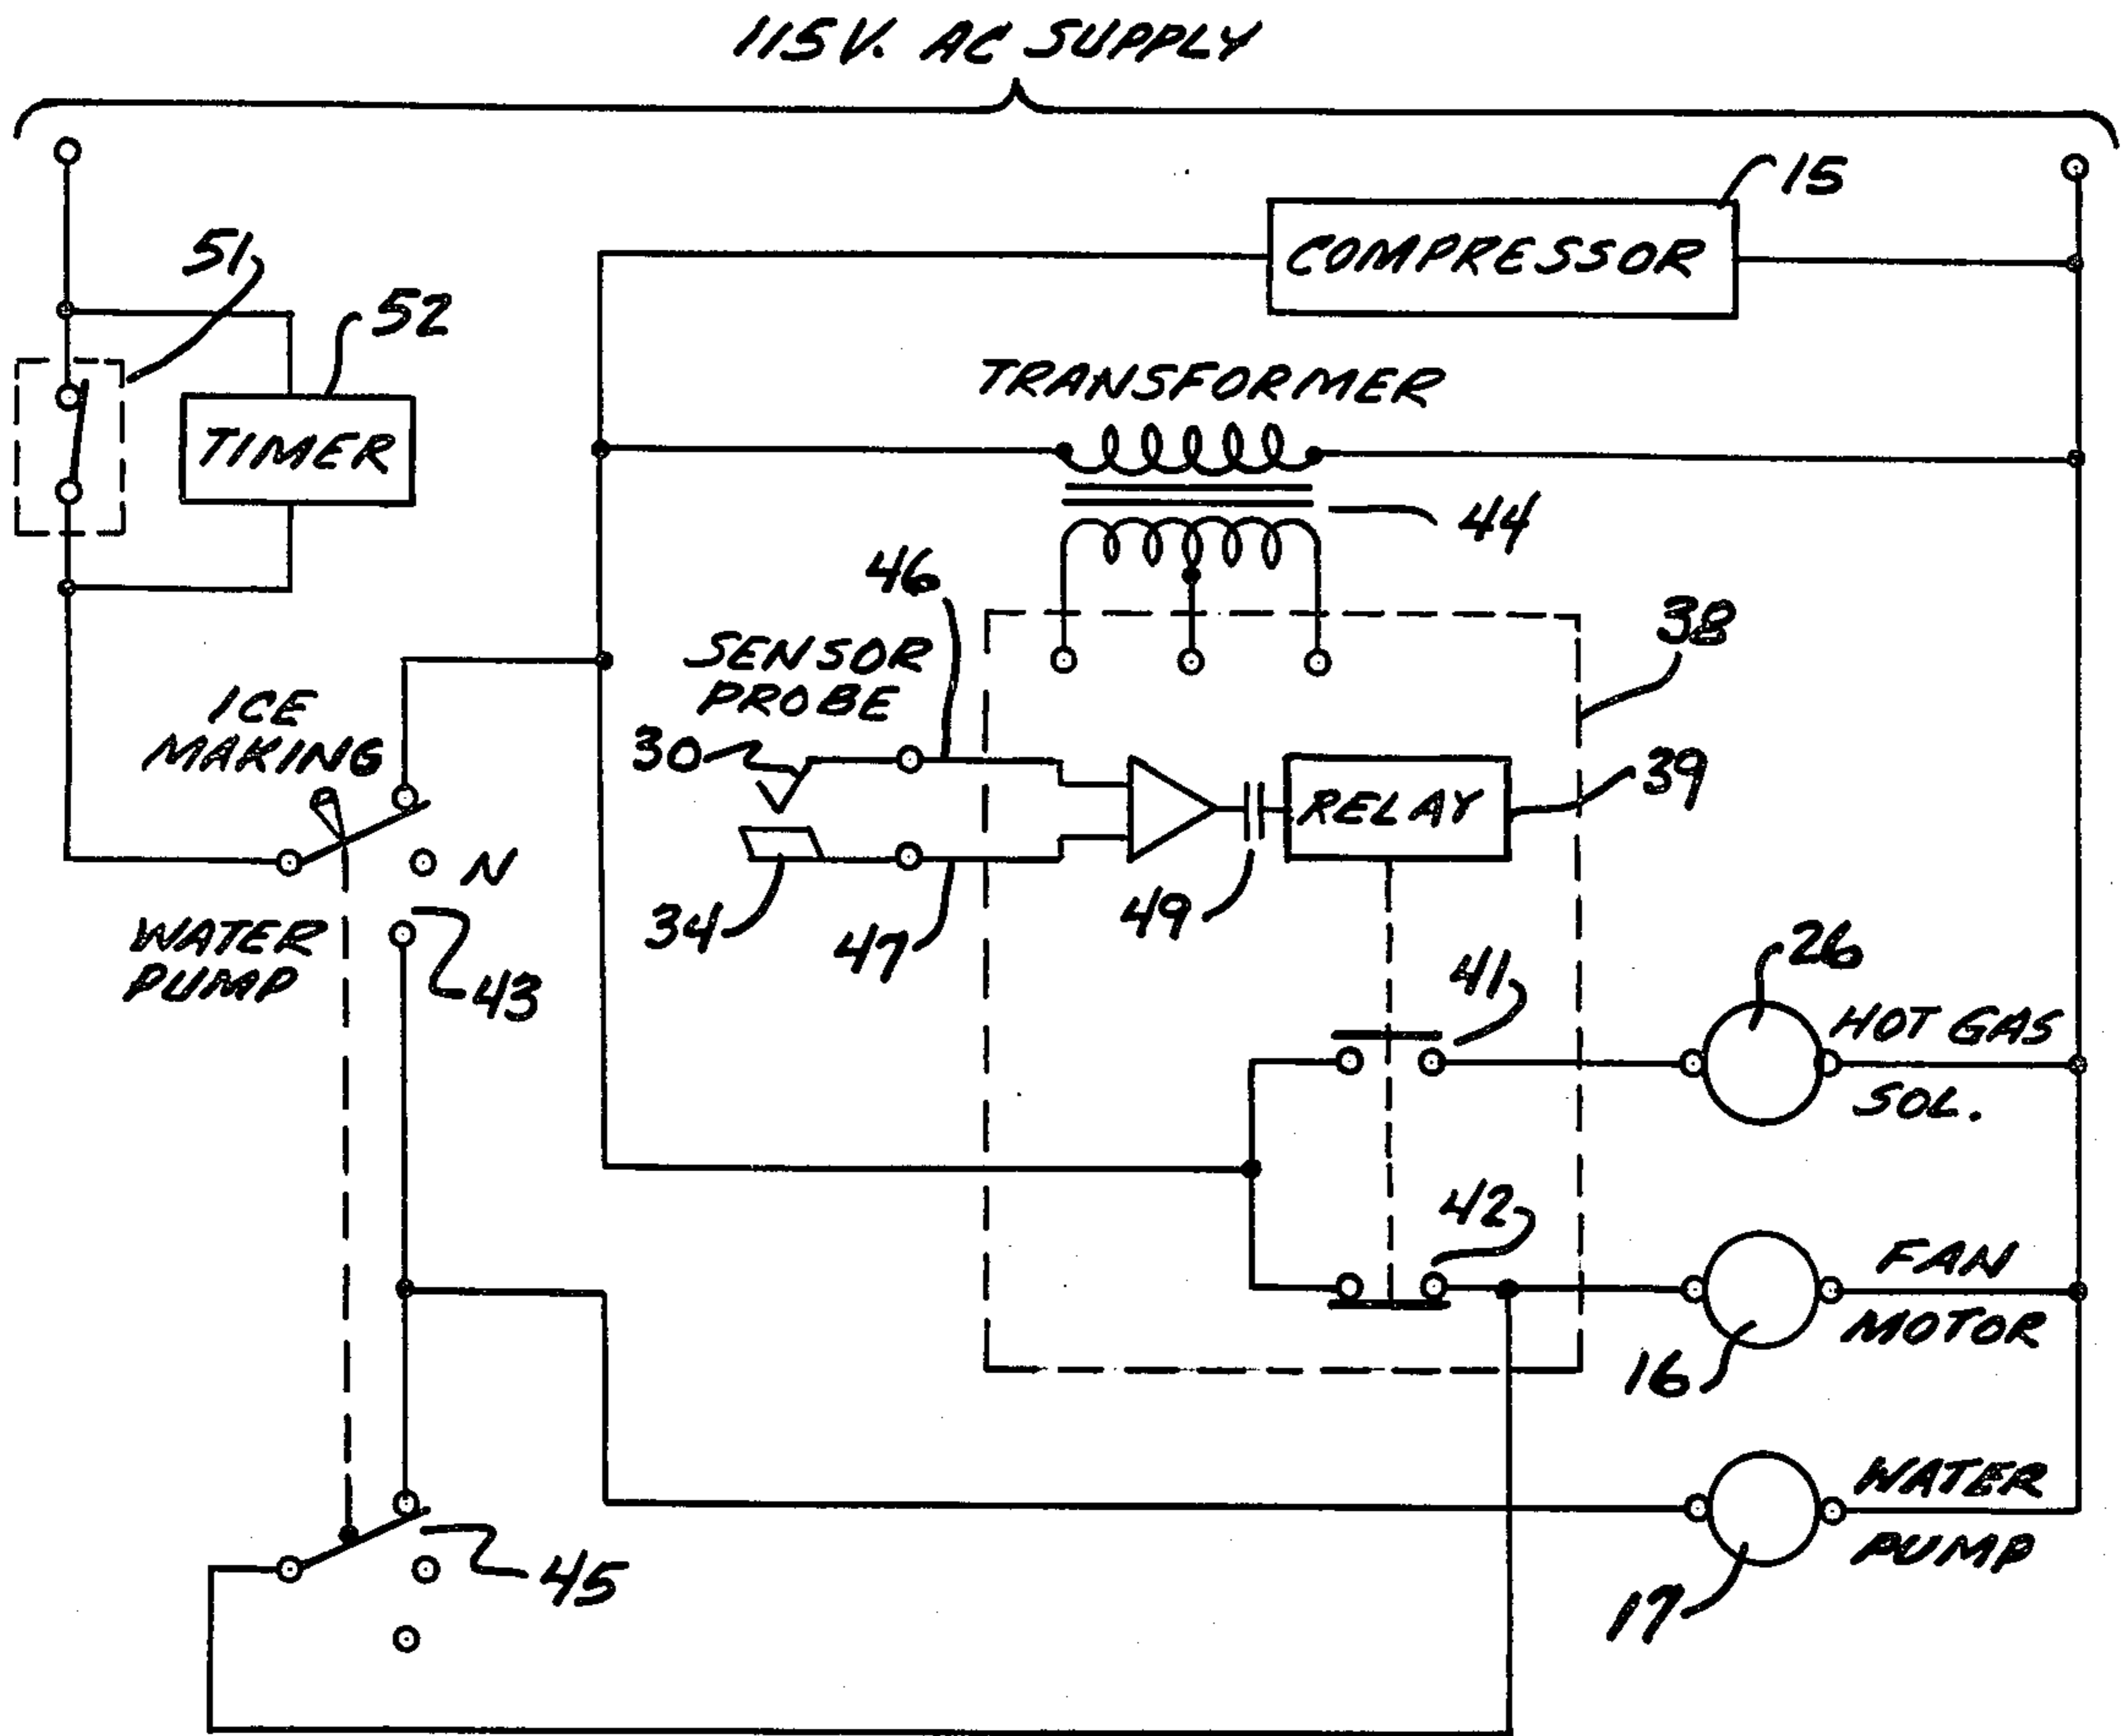 115V. AC SUPPLY
15
COMPRESSOR
51
52
TIMER
TRANSFORMER
44
46
38
SENSOR
PROBE
ICE
MAKING
30
39
RELAY
N
34
47
49
WATER
PUMP
43
41
26
HOT GAS
SOL.
42
FAN
MOTOR
16
WATER
PUMP
45
17